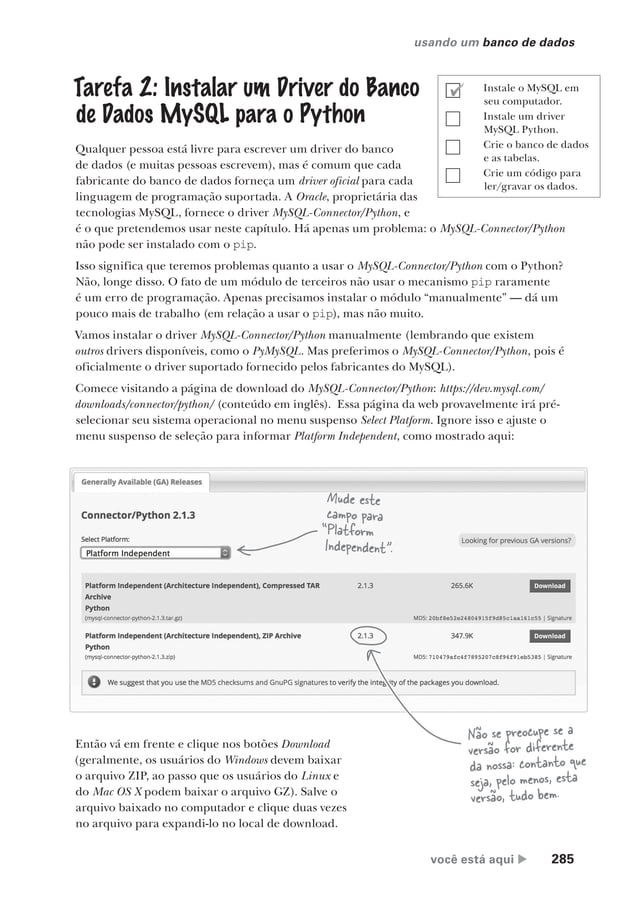 usando um banco de dados
Tarefa 2: Instalar um Driver do Banco
de Dados MySQL para o Python
Instale o MySQL em
seu computador.
Instale um driver
MySQL Python.
Crie o banco de dados
e as tabelas.
Crie um código para
ler/gravar os dados.
Qualquer pessoa está livre para escrever um driver do banco
de dados (e muitas pessoas escrevem), mas é comum que cada
fabricante do banco de dados forneça um driver oficial para cada
linguagem de programação suportada. A Oracle, proprietária das
tecnologias MySQL, fornece o driver MySQL-Connector/Python, e
é o que pretendemos usar neste capítulo. Há apenas um problema: o MySQL-Connector/Python
não pode ser instalado com o pip.
Isso significa que teremos problemas quanto a usar o MySQL-Connector/Python com o Python?
Não, longe disso. O fato de um módulo de terceiros não usar o mecanismo pip raramente
é um erro de programação. Apenas precisamos instalar o módulo “manualmente” — dá um
pouco mais de trabalho (em relação a usar o pip), mas não muito.
Vamos instalar o driver MySQL-Connector/Python manualmente (lembrando que existem
outros drivers disponíveis, como o PyMySQL. Mas preferimos o MySQL-Connector/Python, pois é
oficialmente o driver suportado fornecido pelos fabricantes do MySQL).
Comece visitando a página de download do MySQL-Connector/Python: https://dev.mysql.com/
downloads/connector/python/ (conteúdo em inglês). Essa página da web provavelmente irá pré-
selecionar seu sistema operacional no menu suspenso Select Platform. Ignore isso e ajuste o
menu suspenso de seleção para informar Platform Independent, como mostrado aqui:
Generally Available (GA) Releases
Connector/Python 2.1.3
Select Platform:
Platform Independent
Mude este
campo para
“Platform
Independent”.
Looking for previous GA versions?
Platform Independent (Architecture Independent), Compressed TAR 2.1.3 265.6K Download
Archive
Python
(mysql-connector-python-2.1.3.tar.gz) MD5: 20bf8e52e24804915f9d85c1aa161c55 | Signature
Platform Independent (Architecture Independent), ZIP Archive 2.1.3 347.9K Download
Python
(mysql-connector-python-2.1.3.zip) MD5: 710479afc4f7895207c8f96f91eb5385 | Signature
We suggest that you use the MD5 checksums and GnuPG signatures to verify the integrity of the packages you download.
Não se preocupe se a
versão for diferente
da nossa: contanto que
seja, pelo menos, esta
versão, tudo bem.
Então vá em frente e clique nos botões Download
(geralmente, os usuários do Windows devem baixar
o arquivo ZIP, ao passo que os usuários do Linux e
do Mac OS X podem baixar o arquivo GZ). Salve o
arquivo baixado no computador e clique duas vezes
no arquivo para expandi-lo no local de download.
você está aqui 285